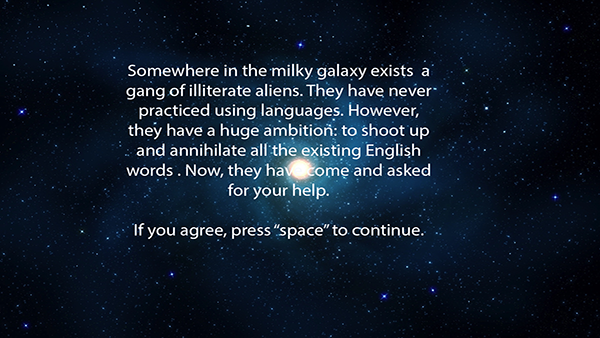 Somewhere in the milky galaxy exists  a
gang of illiterate aliens. They have never
practiced using languages. However,
they have a huge ambition: to shoot up
and annihilate all the existing English
words . Now, they have come and asked
for your help.
If you agree, press “space” to continue.